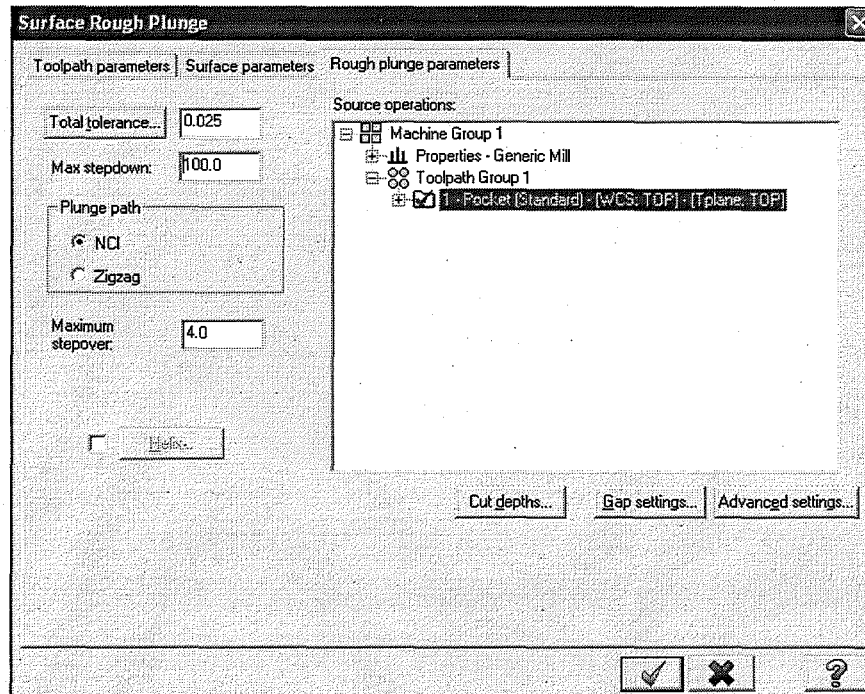 Surface Rough Plunge
Toolpath parameters
Surface parameters
Rough plunge parameters
Total tolerance...
0.025
Max stepdown:
100.0
Plunge path
NCI
Zigzag
Maximum
stepover:
4.0
Helix...
Source operations:
Machine Group 1
Properties - Generic Mill
Toolpath Group 1
1 - Pocket (Standard) - [WCS: TOP] - [Tplane: TOP]
Cut depths...
Gap settings...
Advanced settings...